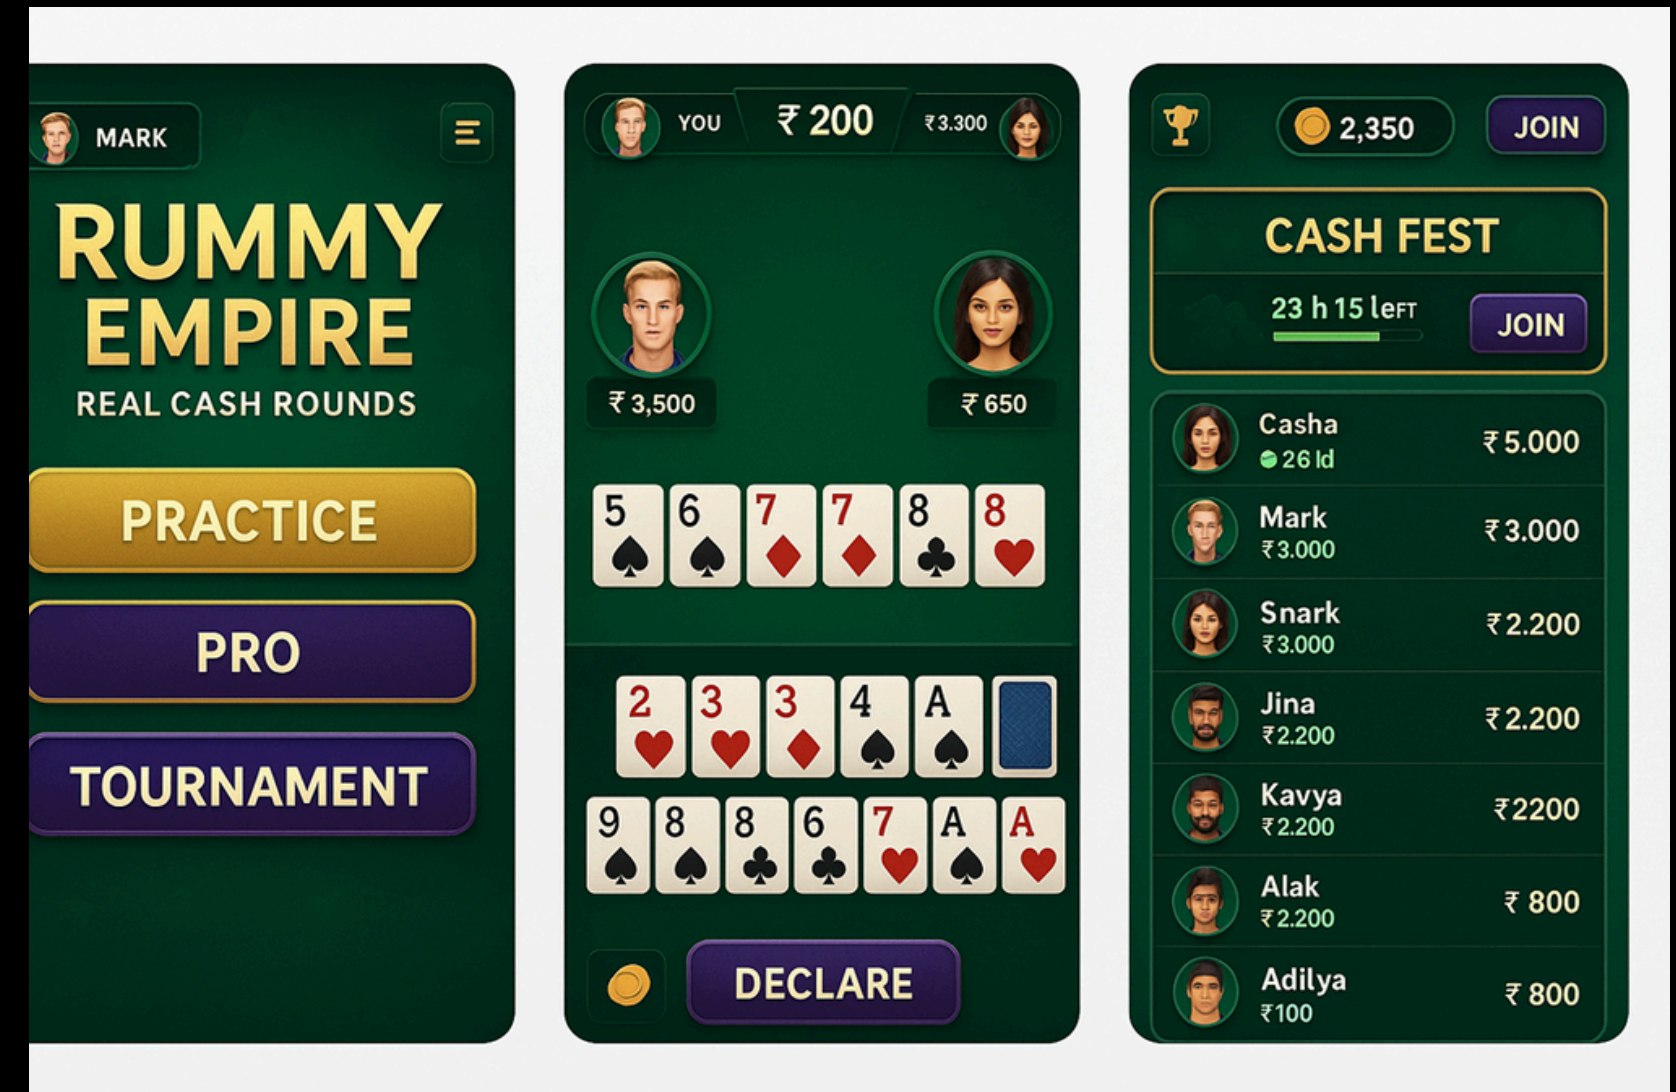 MARK
RUMMY
EMPIRE
REAL CASH ROUNDS
PRACTICE
PRO
TOURNAMENT
YOU ₹ 200 ₹3.300
₹ 3,500 ₹ 650
5 6 7 7 8 8
2 3 3 4 A
9 8 8 6 7 A A
DECLARE
2,350 JOIN
CASH FEST
23 h 15 leFT JOIN
Casha ₹5.000
26 ld
Mark ₹3.000
₹3.000
Snark ₹2.200
₹3.000
Jina ₹2.200
₹2.200
Kavya ₹2200
₹2.200
Alak ₹ 800
₹2.200
Adilya ₹ 800
₹100